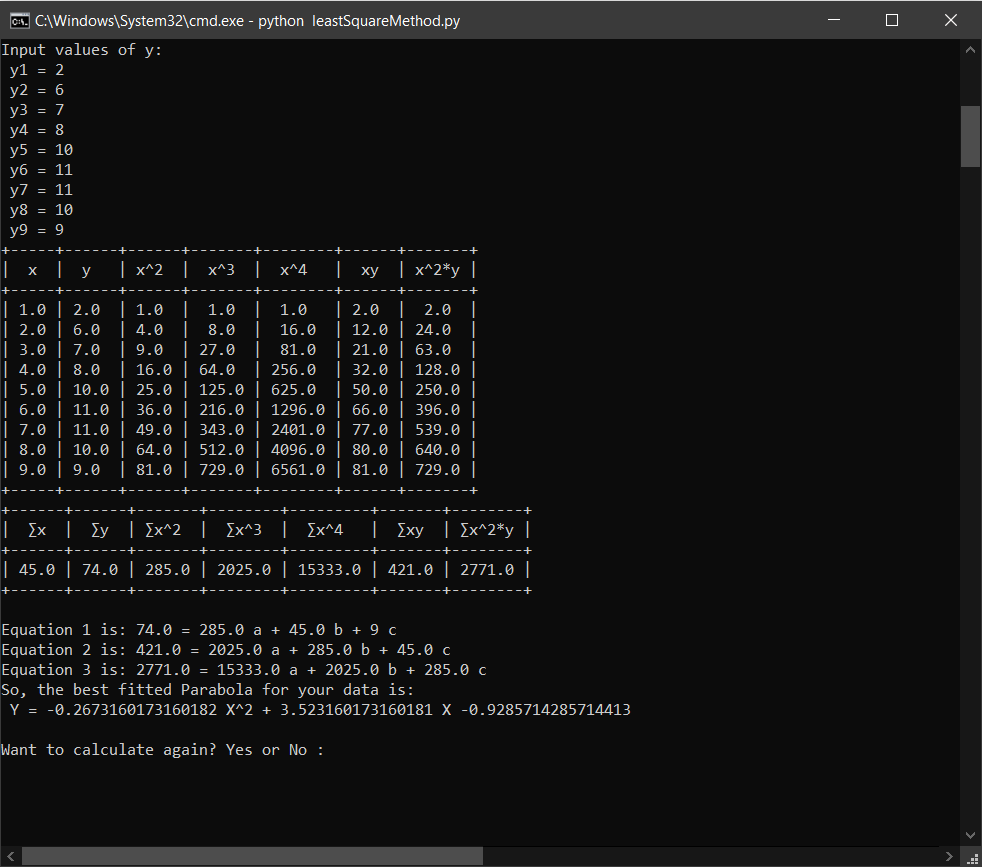 C:\Windows\System32\cmd.exe - python  leastSquareMethod.py
Input values of y:
 y1 = 2
 y2 = 6
 y3 = 7
 y4 = 8
 y5 = 10
 y6 = 11
 y7 = 11
 y8 = 10
 y9 = 9
+-----+------+------+-------+--------+------+-------+
|  x  |  y   | x^2  |  x^3  |  x^4   |  xy  | x^2*y |
+-----+------+------+-------+--------+------+-------+
| 1.0 | 2.0  | 1.0  |  1.0  |  1.0   | 2.0  |  2.0  |
| 2.0 | 6.0  | 4.0  |  8.0  |  16.0  | 12.0 | 24.0  |
| 3.0 | 7.0  | 9.0  | 27.0  |  81.0  | 21.0 | 63.0  |
| 4.0 | 8.0  | 16.0 | 64.0  | 256.0  | 32.0 | 128.0 |
| 5.0 | 10.0 | 25.0 | 125.0 | 625.0  | 50.0 | 250.0 |
| 6.0 | 11.0 | 36.0 | 216.0 | 1296.0 | 66.0 | 396.0 |
| 7.0 | 11.0 | 49.0 | 343.0 | 2401.0 | 77.0 | 539.0 |
| 8.0 | 10.0 | 64.0 | 512.0 | 4096.0 | 80.0 | 640.0 |
| 9.0 | 9.0  | 81.0 | 729.0 | 6561.0 | 81.0 | 729.0 |
+-----+------+------+-------+--------+------+-------+
+------+------+-------+--------+---------+-------+--------+
|  ∑x  |  ∑y  | ∑x^2  |  ∑x^3  |  ∑x^4   |  ∑xy  | ∑x^2*y |
+------+------+-------+--------+---------+-------+--------+
| 45.0 | 74.0 | 285.0 | 2025.0 | 15333.0 | 421.0 | 2771.0 |
+------+------+-------+--------+---------+-------+--------+
Equation 1 is: 74.0 = 285.0 a + 45.0 b + 9 c
Equation 2 is: 421.0 = 2025.0 a + 285.0 b + 45.0 c
Equation 3 is: 2771.0 = 15333.0 a + 2025.0 b + 285.0 c
So, the best fitted Parabola for your data is:
 Y = -0.2673160173160182 X^2 + 3.523160173160181 X -0.9285714285714413
Want to calculate again? Yes or No :